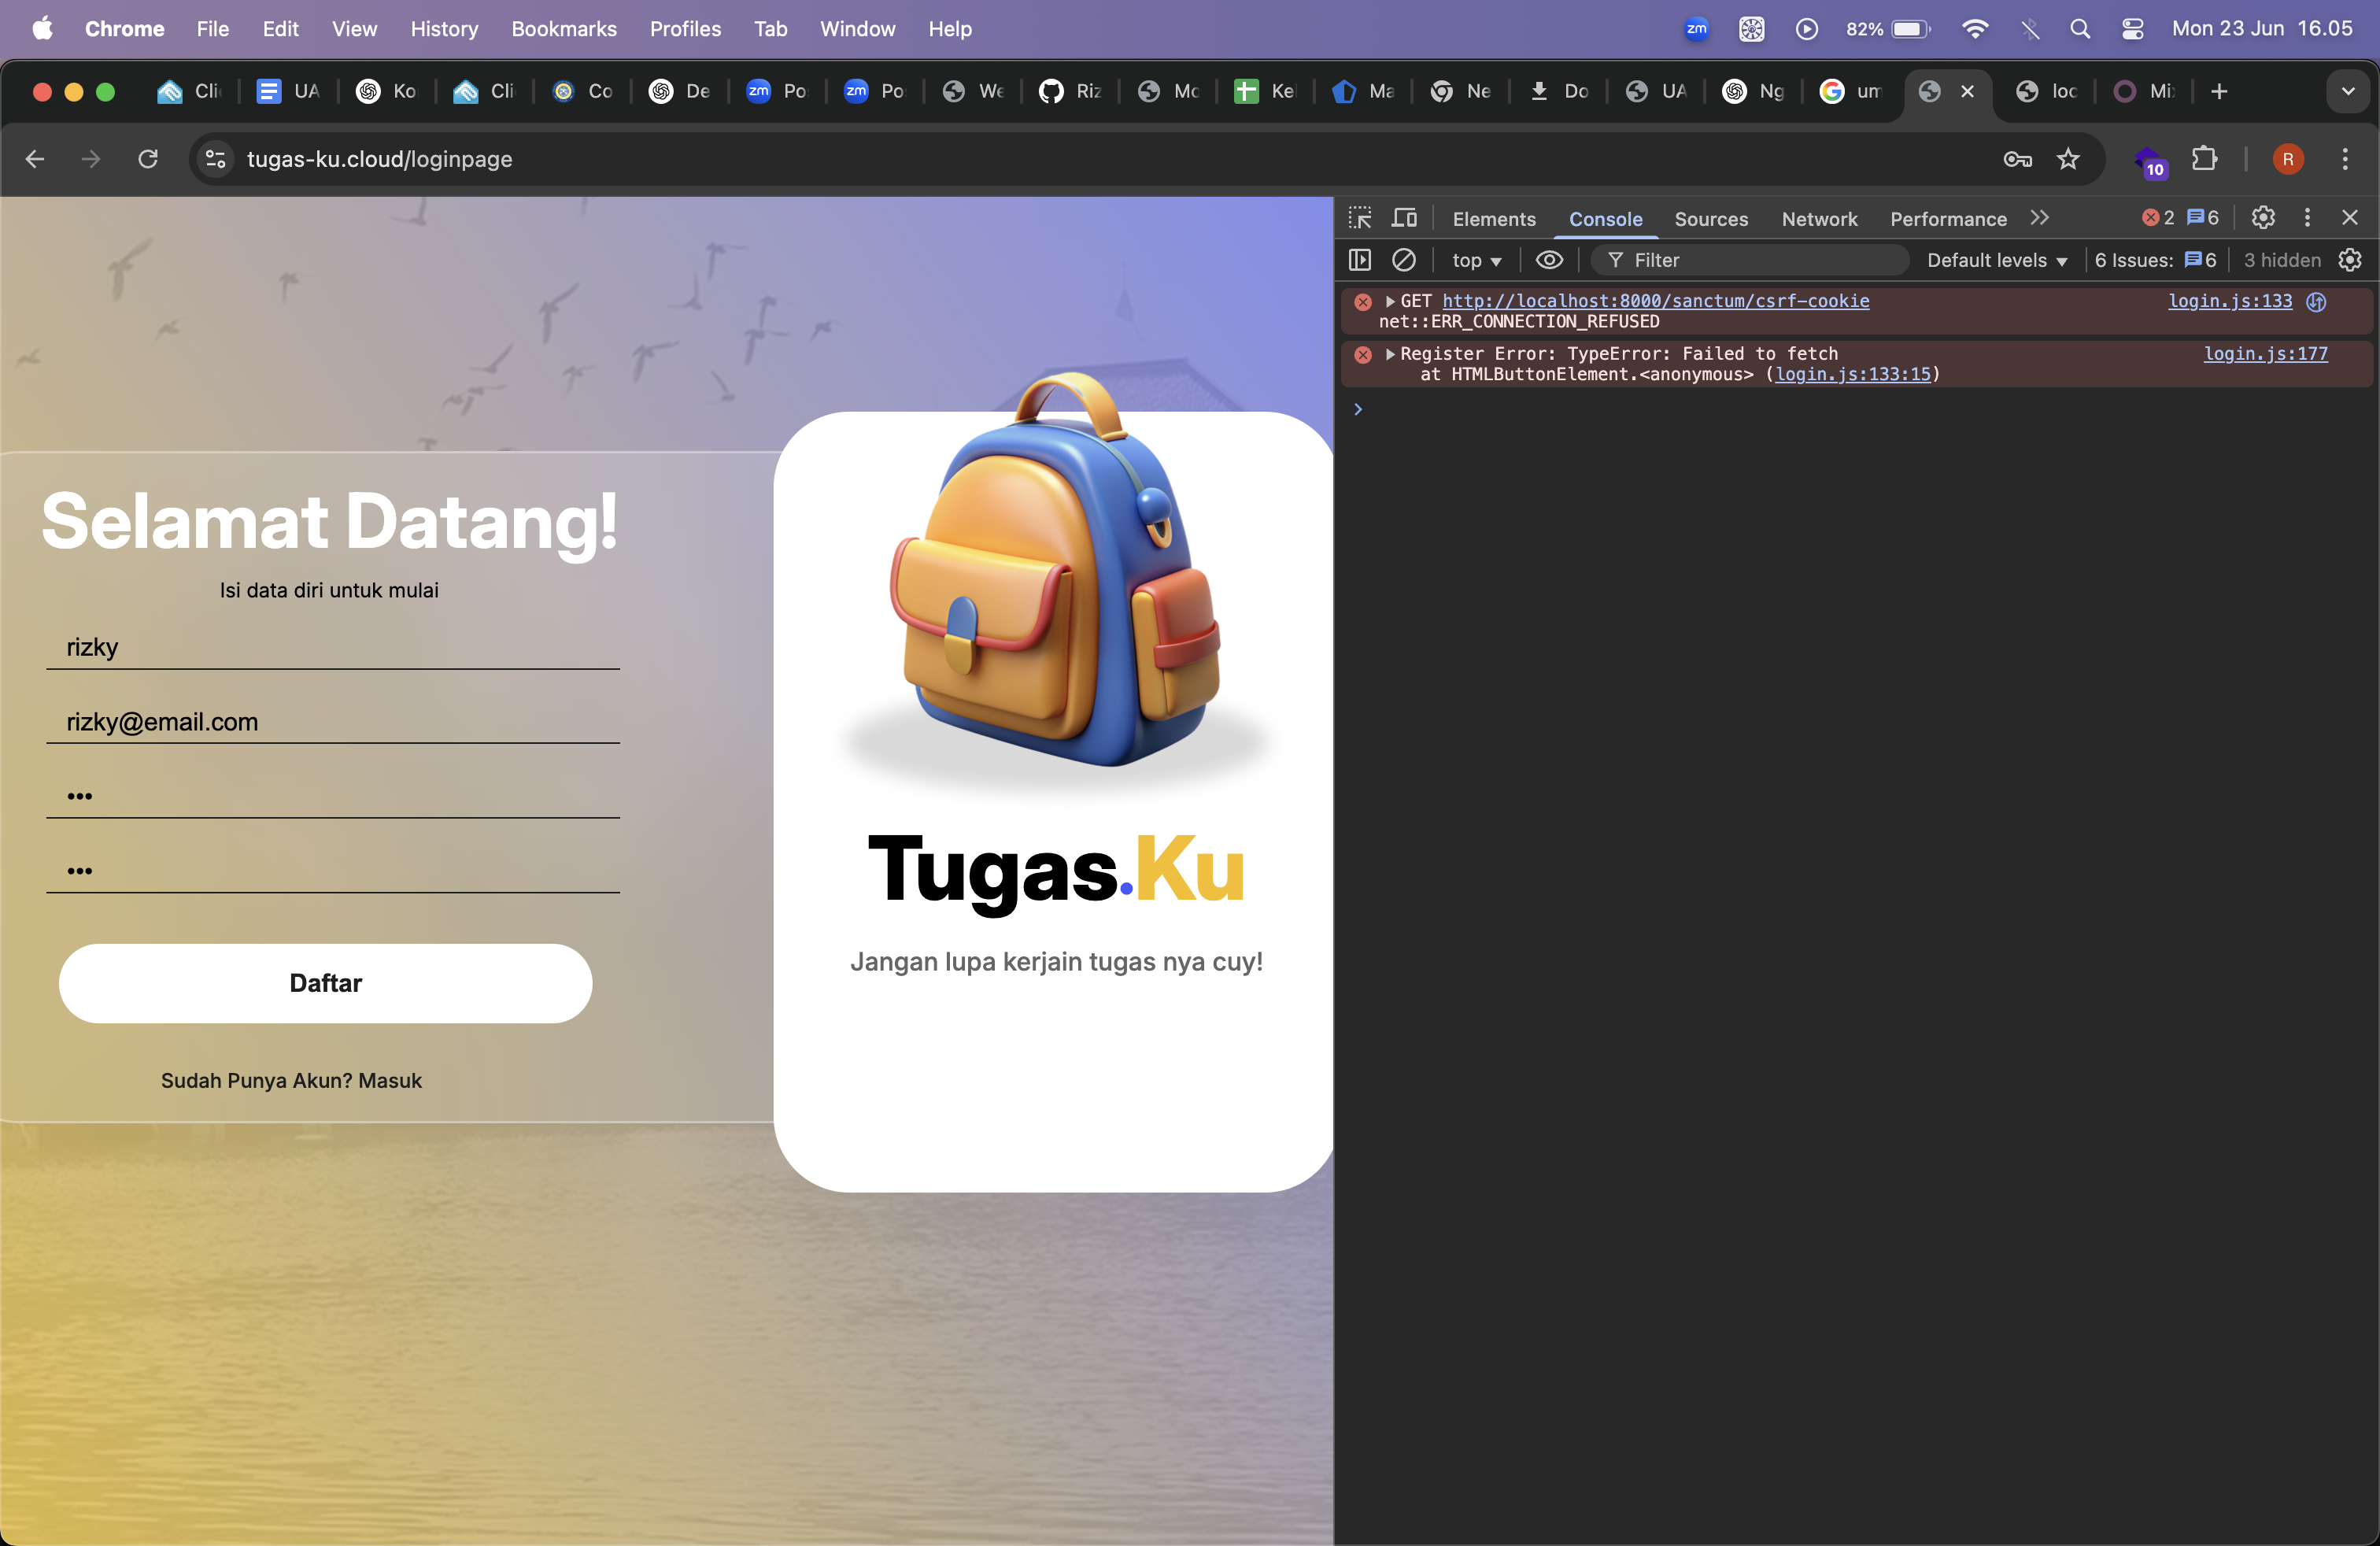 Chrome File Edit View History Bookmarks Profiles Tab Window Help zm 82% Mon 23 Jun 16.05
Cli UA Ko Cli Co De zm Po zm Po We Riz Mc Kel Ma Ne Do UA Ng um loc Mi
tugas-ku.cloud/loginpage 10 R
Elements Console Sources Network Performance 2 6
top Filter Default levels 6 Issues: 6 3 hidden
GET http://localhost:8000/sanctum/csrf-cookie login.js:133
net::ERR_CONNECTION_REFUSED
Register Error: TypeError: Failed to fetch login.js:177
at HTMLButtonElement.<anonymous> (login.js:133:15)
Selamat Datang!
Isi data diri untuk mulai
rizky
rizky@email.com
•••
•••
Daftar
Sudah Punya Akun? Masuk
Tugas.Ku
Jangan lupa kerjain tugas nya cuy!